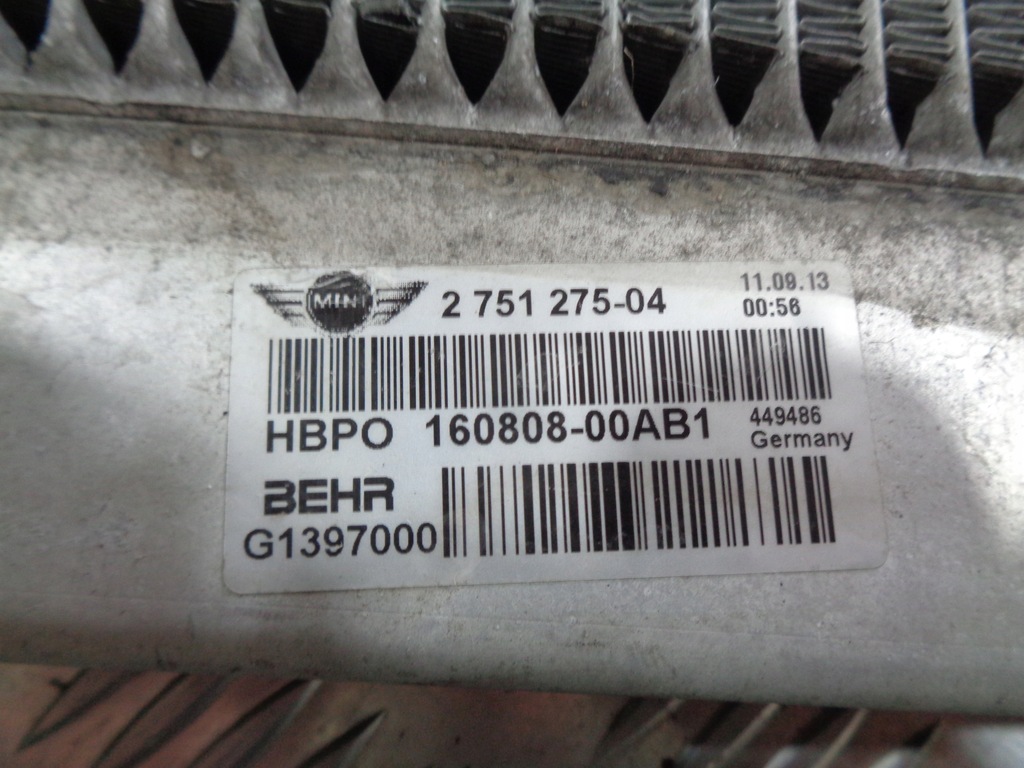 MINI 2 751 275-04 11.09.13
00:56
HBPO 160808-00AB1 449486
Germany
BEHR
G1397000